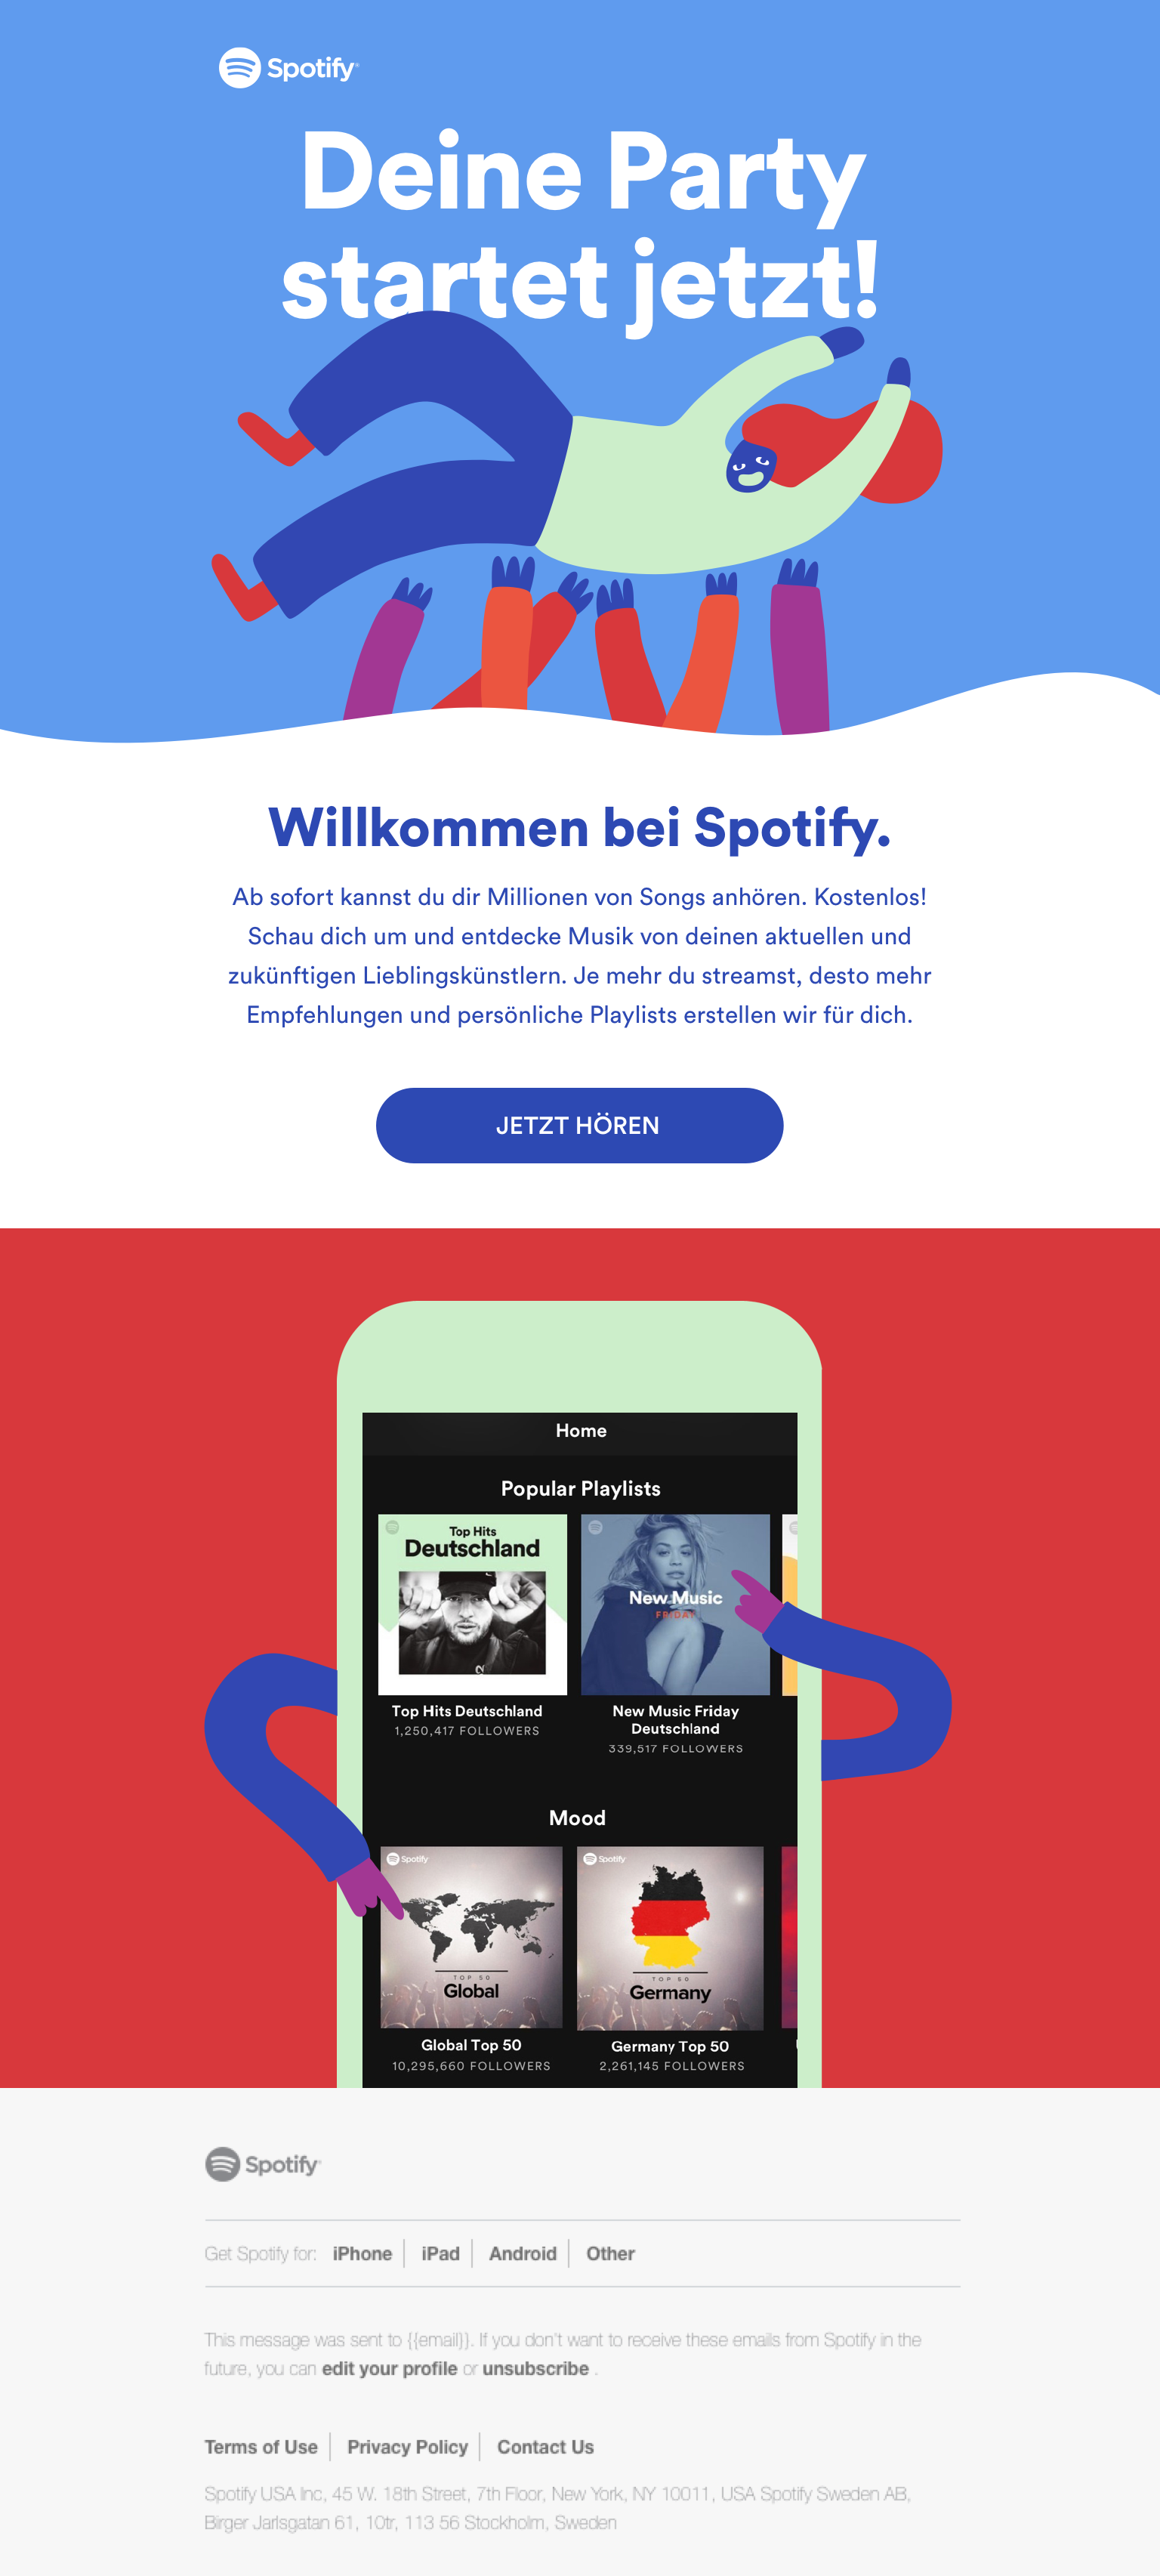 Spotify
Deine Party
startet jetzt!
Willkommen bei Spotify.
Ab sofort kannst du dir Millionen von Songs anhören. Kostenlos!
Schau dich um und entdecke Musik von deinen aktuellen und
zukünftigen Lieblingskünstlern. Je mehr du streamst, desto mehr
Empfehlungen und persönliche Playlists erstellen wir für dich.
JETZT HÖREN
Home
Popular Playlists
Top Hits
Deutschland
New Music
FRIDAY
Top Hits Deutschland
1,250,417 FOLLOWERS
New Music Friday
Deutschland
339,517 FOLLOWERS
Mood
Spotify
TOP 50
Global
Spotify
TOP 50
Germany
Global Top 50
10,295,660 FOLLOWERS
Germany Top 50
2,261,145 FOLLOWERS
Spotify
Get Spotify for: iPhone iPad Android Other
This message was sent to {{email}}. If you don't want to receive these emails from Spotify in the
future, you can edit your profile or unsubscribe .
Terms of Use Privacy Policy Contact Us
Spotify USA Inc, 45 W. 18th Street, 7th Floor, New York, NY 10011, USA Spotify Sweden AB,
Birger Jarlsgatan 61, 10tr, 113 56 Stockholm, Sweden